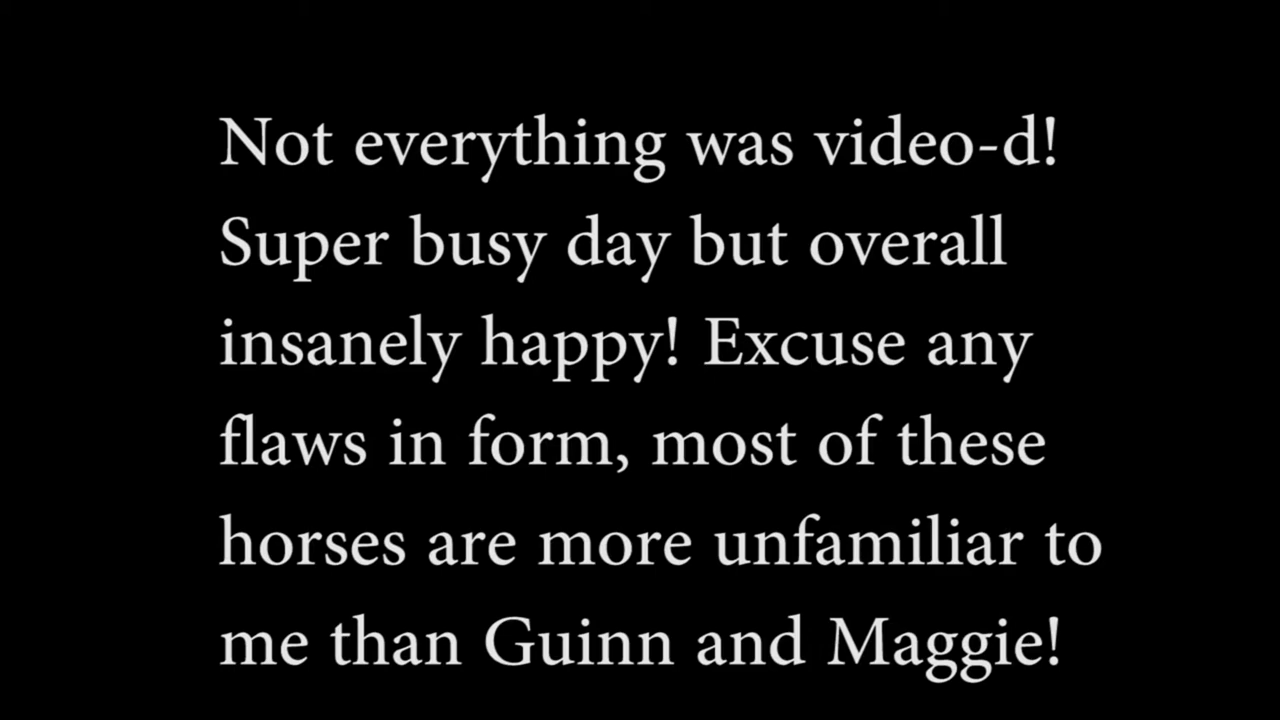 Not everything was video-d!
Super busy day but overall
insanely happy! Excuse any
flaws in form, most of these
horses are more unfamiliar to
me than Guinn and Maggie!